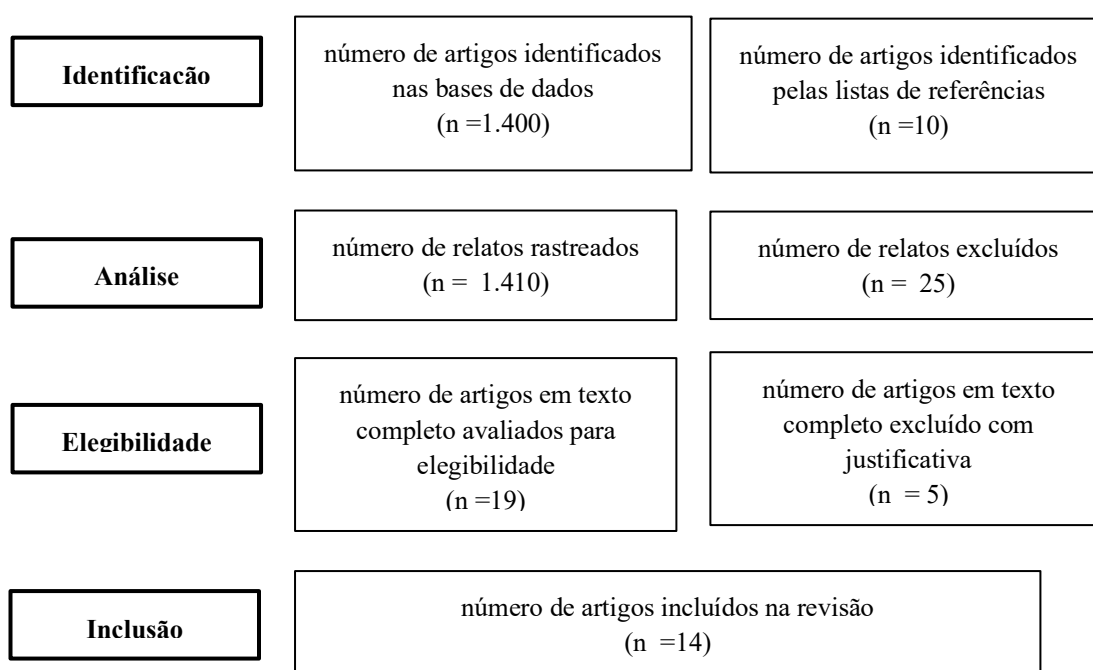 Identificacão
número de artigos identificados
nas bases de dados
(n =1.400)
número de artigos identificados
pelas listas de referências
(n =10)
Análise
número de relatos rastreados
(n = 1.410)
número de relatos excluídos
(n = 25)
Elegibilidade
número de artigos em texto
completo avaliados para
elegibilidade
(n =19)
número de artigos em texto
completo excluído com
justificativa
(n = 5)
Inclusão
número de artigos incluídos na revisão
(n =14)